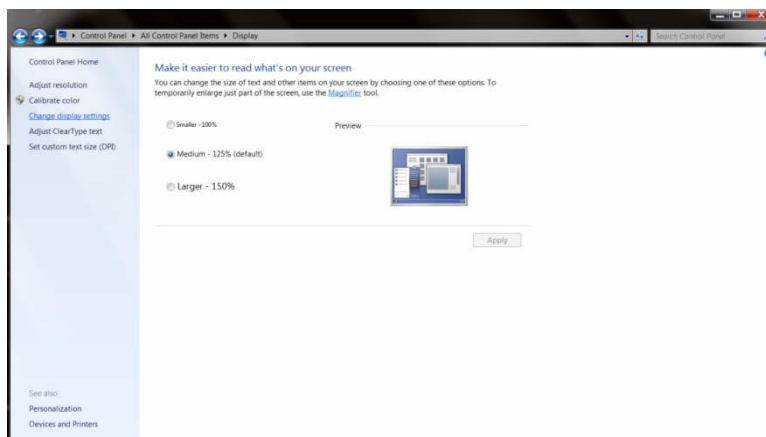 Control Panel ▸ All Control Panel Items ▸ Display
Search Control Panel
Control Panel Home
Adjust resolution
Calibrate color
Change display settings
Adjust ClearType text
Set custom text size (DPI)
Make it easier to read what's on your screen
You can change the size of text and other items on your screen by choosing one of these options. To
temporarily enlarge just part of the screen, use the Magnifier tool.
Smaller - 100%
Preview
Medium - 125% (default)
Larger - 150%
Apply
See also
Personalization
Devices and Printers